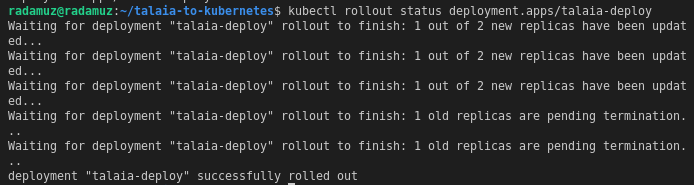 radamuz@radamuz:~/talaia-to-kubernetes$ kubectl rollout status deployment.apps/talaia-deploy
Waiting for deployment "talaia-deploy" rollout to finish: 1 out of 2 new replicas have been updat
ed...
Waiting for deployment "talaia-deploy" rollout to finish: 1 out of 2 new replicas have been updat
ed...
Waiting for deployment "talaia-deploy" rollout to finish: 1 out of 2 new replicas have been updat
ed...
Waiting for deployment "talaia-deploy" rollout to finish: 1 old replicas are pending termination.
..
Waiting for deployment "talaia-deploy" rollout to finish: 1 old replicas are pending termination.
..
deployment "talaia-deploy" successfully rolled out